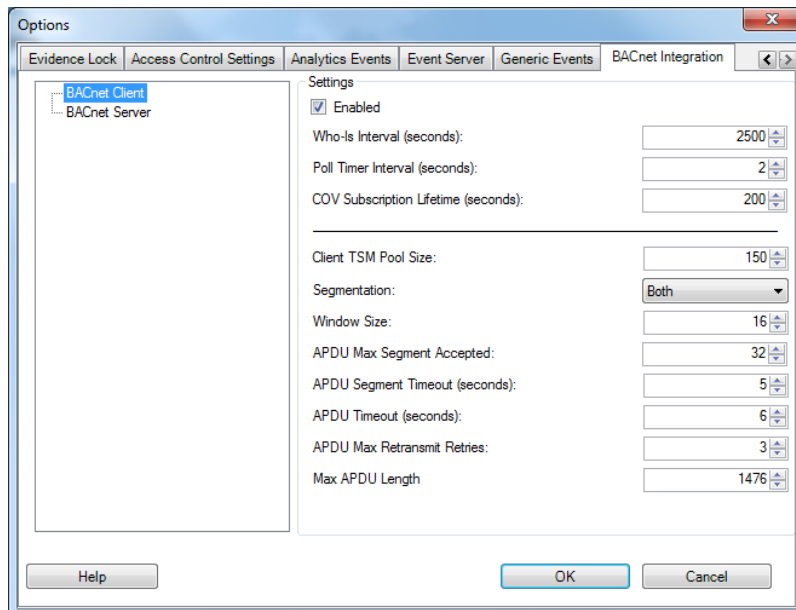 Options
Evidence Lock Access Control Settings Analytics Events Event Server Generic Events BACnet Integration
BACnet Client
BACnet Server
Settings
Enabled
Who-Is Interval (seconds): 2500
Poll Timer Interval (seconds): 2
COV Subscription Lifetime (seconds): 200
Client TSM Pool Size: 150
Segmentation: Both
Window Size: 16
APDU Max Segment Accepted: 32
APDU Segment Timeout (seconds): 5
APDU Timeout (seconds): 6
APDU Max Retransmit Retries: 3
Max APDU Length 1476
Help OK Cancel